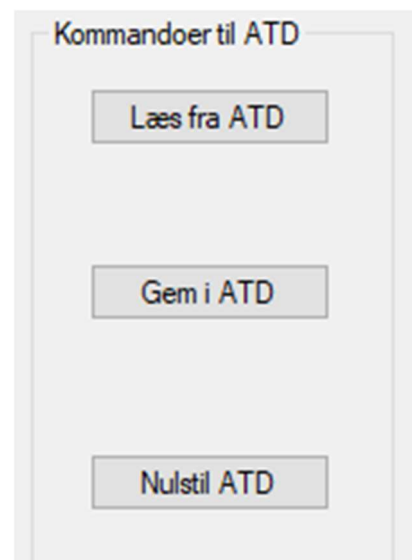 Kommandoer til ATD
Læs fra ATD
Gem i ATD
Nulstil ATD